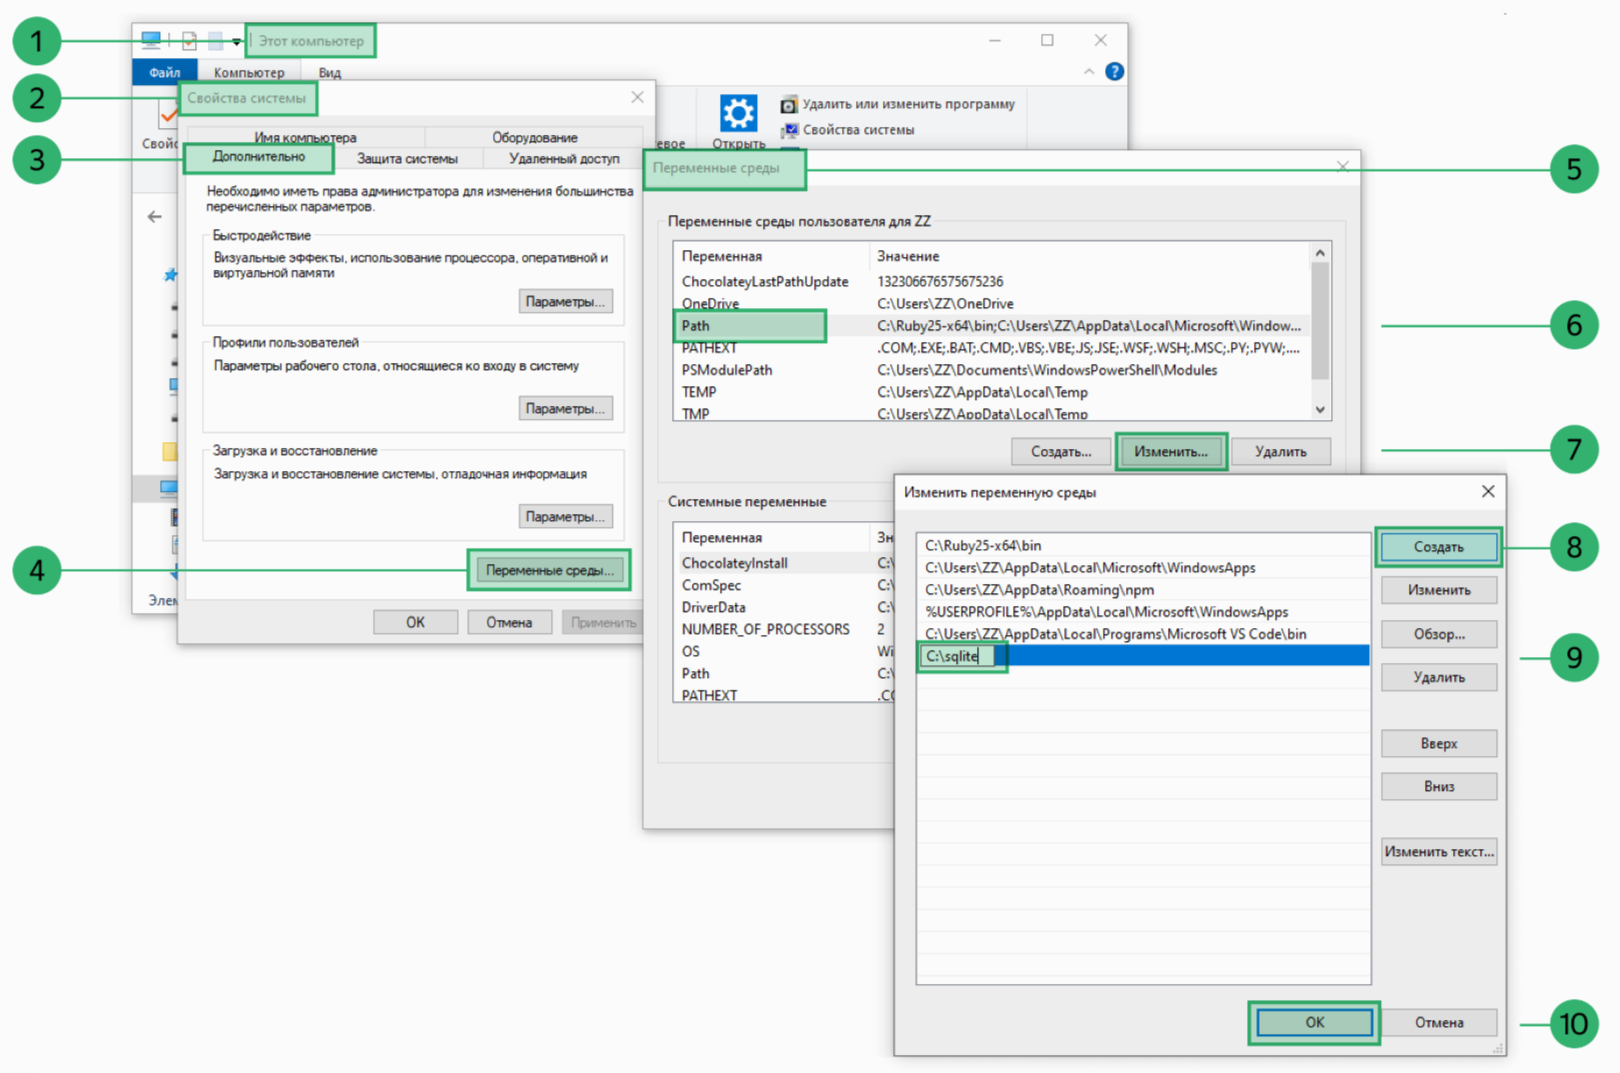 1
Этот компьютер
Файл
Компьютер
Вид
2
Свойства системы
Удалить или изменить программу
Свойства системы
Открыть
3
Имя компьютера
Оборудование
Дополнительно
Защита системы
Удаленный доступ
Необходимо иметь права администратора для изменения большинства
перечисленных параметров.
Быстродействие
Визуальные эффекты, использование процессора, оперативной и
виртуальной памяти
Параметры...
Профили пользователей
Параметры рабочего стола, относящиеся ко входу в систему
Параметры...
Загрузка и восстановление
Загрузка и восстановление системы, отладочная информация
Параметры...
4
Переменные среды...
OK
Отмена
Применить
Переменные среды
5
Переменные среды пользователя для ZZ
Переменная Значение
ChocolateyLastPathUpdate 132306676575675236
OneDrive C:\Users\ZZ\OneDrive
Path C:\Ruby25-x64\bin;C:\Users\ZZ\AppData\Local\Microsoft\Window...
6
PATHEXT .COM;.EXE;.BAT;.CMD;.VBS;.VBE;.JS;.JSE;.WSF;.WSH;.MSC;.PY;.PYW;....
PSModulePath C:\Users\ZZ\Documents\WindowsPowerShell\Modules
TEMP C:\Users\ZZ\AppData\Local\Temp
TMP C:\Users\ZZ\AppData\Local\Temp
Создать...
Изменить...
Удалить
7
Системные переменные
Переменная
ChocolateyInstall C:\
ComSpec C:\
DriverData C:\
NUMBER_OF_PROCESSORS 2
OS
Path C:\
PATHEXT
Изменить переменную среды
C:\Ruby25-x64\bin
C:\Users\ZZ\AppData\Local\Microsoft\WindowsApps
C:\Users\ZZ\AppData\Roaming\npm
%USERPROFILE%\AppData\Local\Microsoft\WindowsApps
C:\Users\ZZ\AppData\Local\Programs\Microsoft VS Code\bin
C:\sqlite
Создать
8
Изменить
Обзор...
9
Удалить
Вверх
Вниз
Изменить текст...
OK
Отмена
10